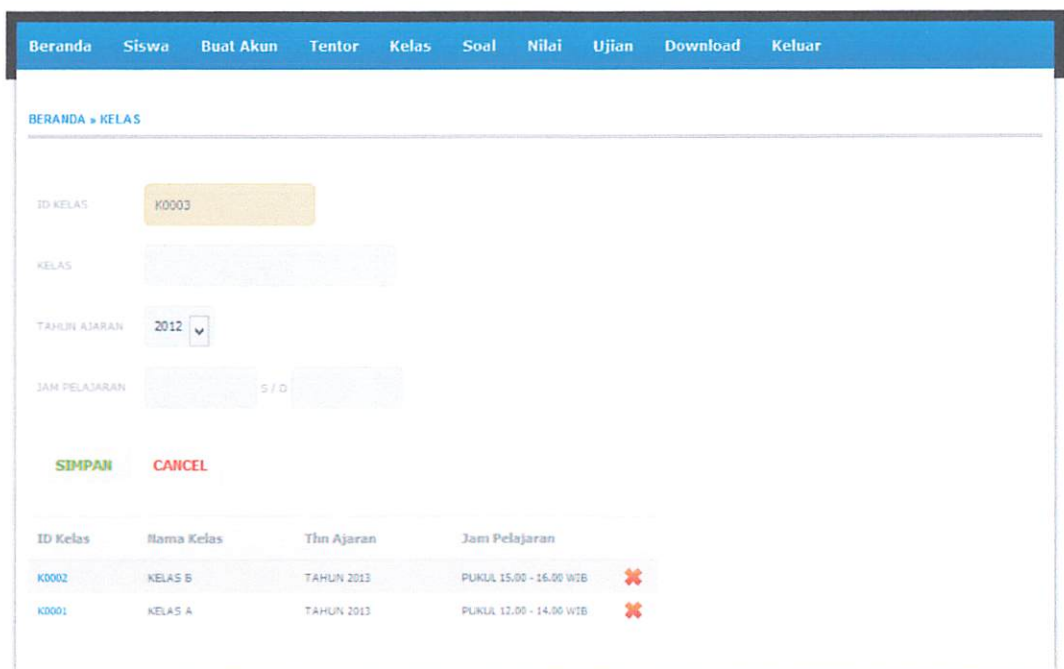 Beranda Siswa Buat Akun Tentor Kelas Soal Nilai Ujian Download Keluar
BERANDA » KELAS
ID KELAS K0003
KELAS
TAHUN AJARAN 2012
JAM PELAJARAN S / D
SIMPAN CANCEL
ID Kelas Nama Kelas Thn Ajaran Jam Pelajaran
K0002 KELAS B TAHUN 2013 PUKUL 15.00 - 16.00 WIB
K0001 KELAS A TAHUN 2013 PUKUL 12.00 - 14.00 WIB